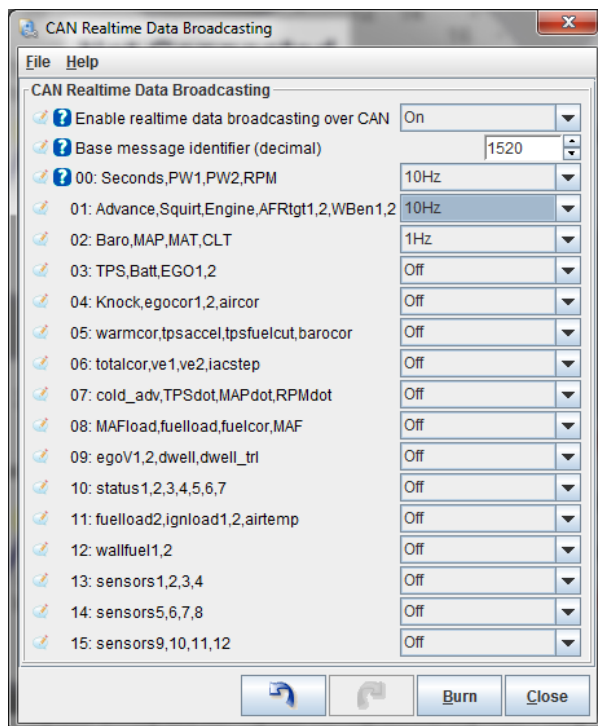 CAN Realtime Data Broadcasting
File Help
CAN Realtime Data Broadcasting
Enable realtime data broadcasting over CAN On
Base message identifier (decimal) 1520
00: Seconds,PW1,PW2,RPM 10Hz
01: Advance,Squirt,Engine,AFRtgt1,2,WBen1,2 10Hz
02: Baro,MAP,MAT,CLT 1Hz
03: TPS,Batt,EGO1,2 Off
04: Knock,egocor1,2,aircor Off
05: warmcor,tpsaccel,tpsfuelcut,barocor Off
06: totalcor,ve1,ve2,iacstep Off
07: cold_adv,TPSdot,MAPdot,RPMdot Off
08: MAFload,fuelload,fuelcor,MAF Off
09: egoV1,2,dwell,dwell_trl Off
10: status1,2,3,4,5,6,7 Off
11: fuelload2,ignload1,2,airtemp Off
12: wallfuel1,2 Off
13: sensors1,2,3,4 Off
14: sensors5,6,7,8 Off
15: sensors9,10,11,12 Off
Burn Close